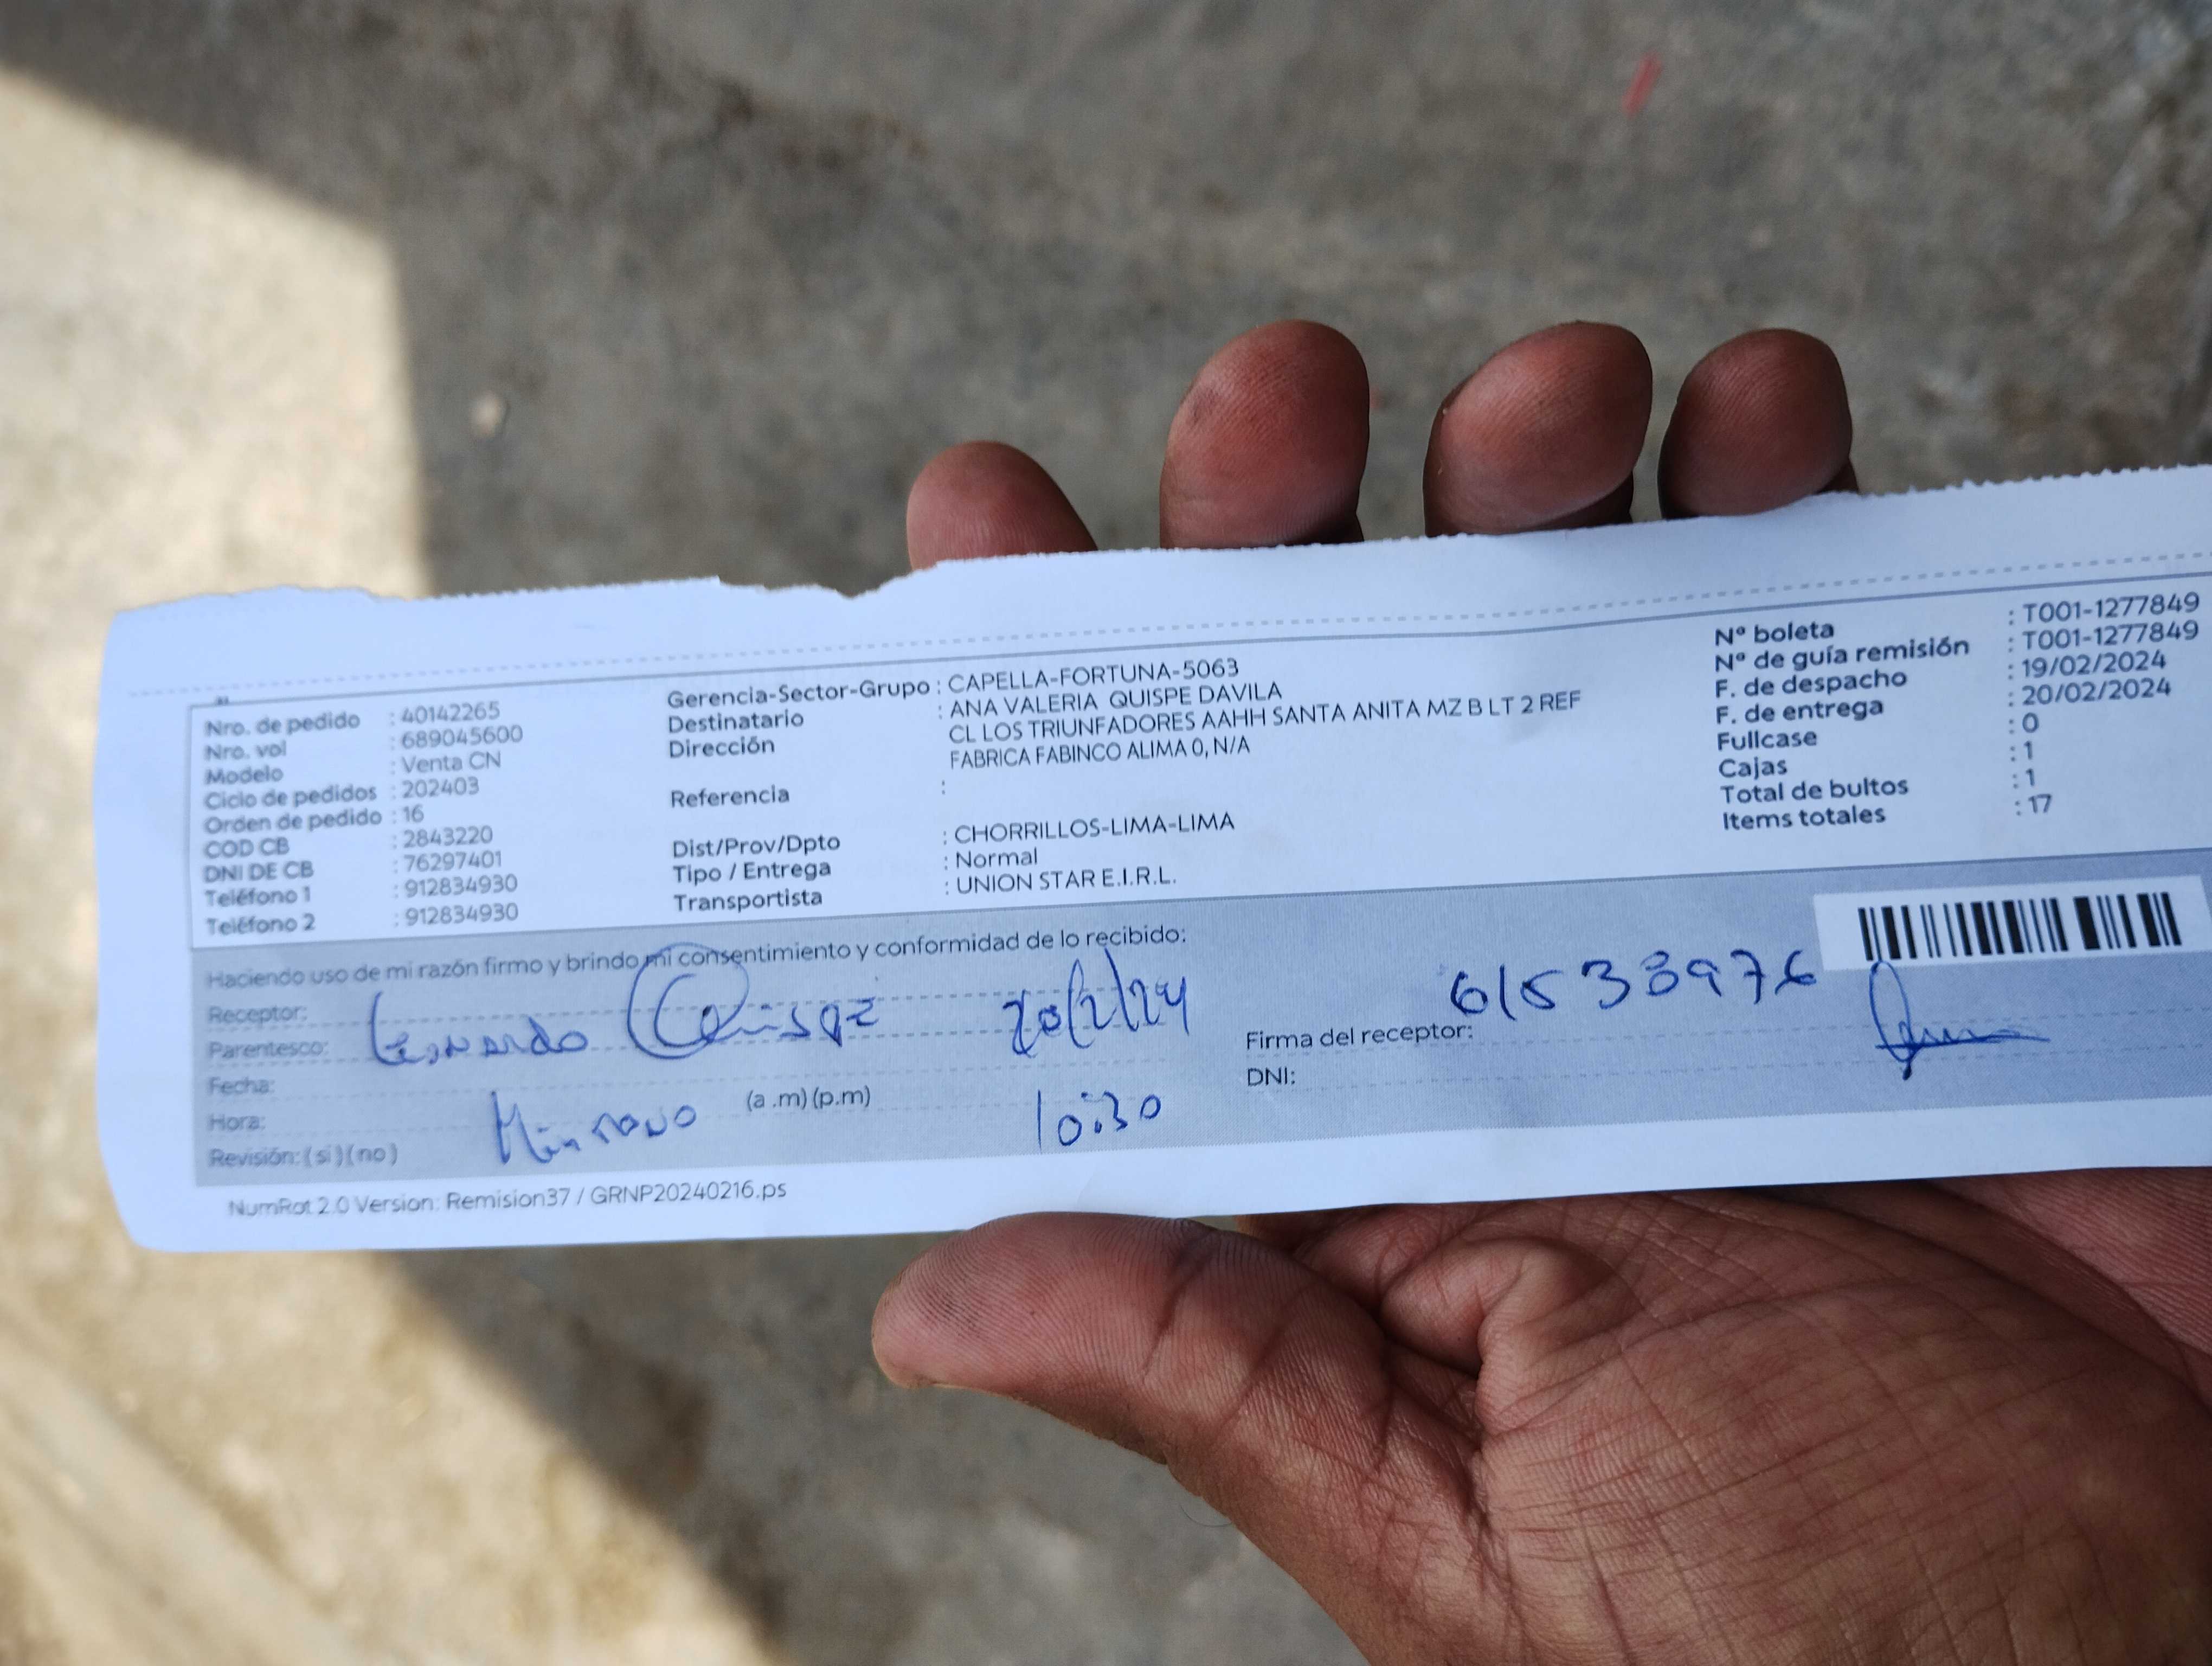 Nro. de pedido : 40142265
Nro. vol : 689045600
Modelo : Venta CN
Ciclo de pedidos : 202403
Orden de pedido : 16
COD CB : 2843220
DNI DE CB : 76297401
Teléfono 1 : 912834930
Teléfono 2 : 912834930
Gerencia-Sector-Grupo : CAPELLA-FORTUNA-5063
Destinatario : ANA VALERIA QUISPE DAVILA
Dirección CL LOS TRIUNFADORES AAHH SANTA ANITA MZ B LT 2 REF
FABRICA FABINCO ALIMA 0, N/A
Referencia :
Dist/Prov/Dpto : CHORRILLOS-LIMA-LIMA
Tipo / Entrega : Normal
Transportista : UNION STAR E.I.R.L.
Nº boleta : T001-1277849
Nº de guía remisión : T001-1277849
F. de despacho : 19/02/2024
F. de entrega : 20/02/2024
Fullcase : 0
Cajas : 1
Total de bultos : 1
Items totales : 17
Haciendo uso de mi razón firmo y brindo mi consentimiento y conformidad de lo recibido:
Receptor:
Parentesco: Leonardo Quispe 20/2/24
Fecha:
Hora: (a .m) (p.m) 10:30
Revisión: ( si ) ( no )
61533976
Firma del receptor:
DNI:
NumRot 2.0 Version: Remision37 / GRNP20240216.ps